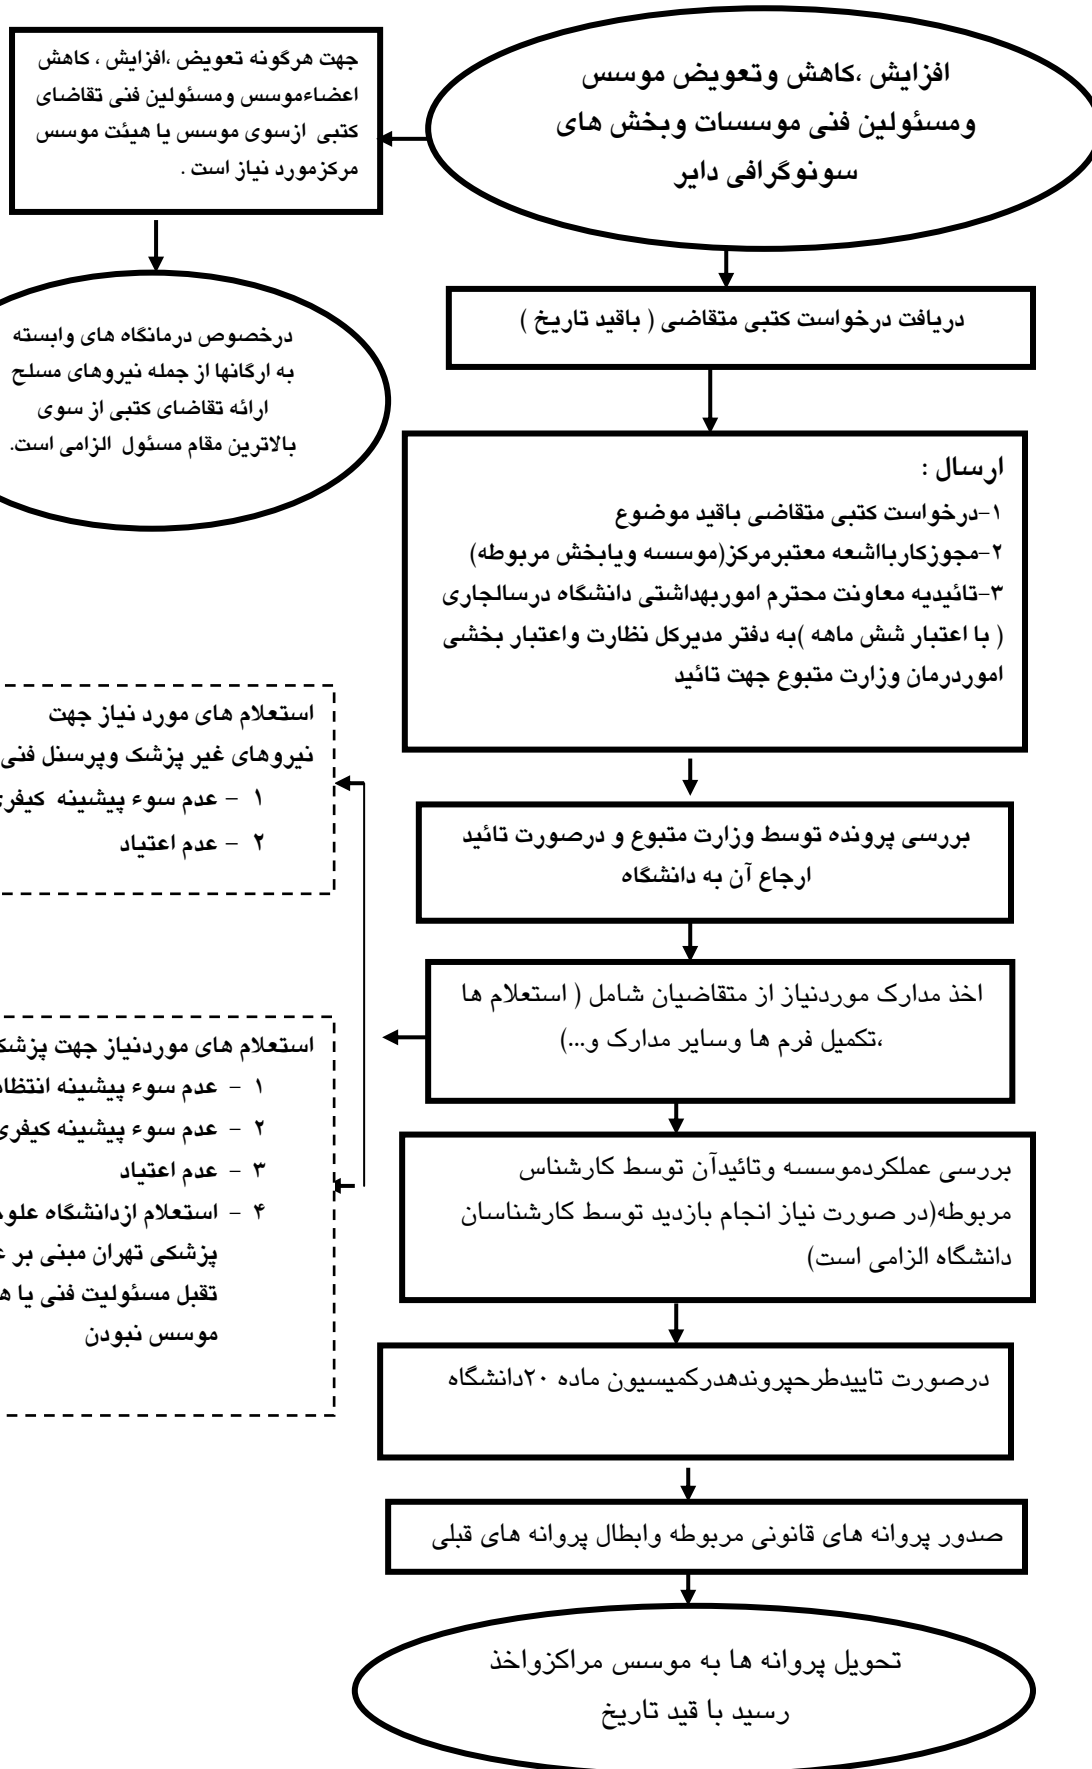 افزایش ،کاهش وتعویض موسس
ومسئولین فنی موسسات وبخش های
سونوگرافی دایر
جهت هرگونه تعویض ،افزایش ، کاهش
اعضاءموسس ومسئولین فنی تقاضای
کتبی ازسوی موسس یا هیئت موسس
مرکزمورد نیاز است .
درخصوص درمانگاه های وابسته
به ارگانها از جمله نیروهای مسلح
ارائه تقاضای کتبی از سوی
بالاترین مقام مسئول الزامی است.
دریافت درخواست کتبی متقاضی ( باقید تاریخ )
ارسال :
۱-درخواست کتبی متقاضی باقید موضوع
۲-مجوزکاربااشعه معتبرمرکز(موسسه ویابخش مربوطه)
۳-تائیدیه معاونت محترم اموربهداشتی دانشگاه درسالجاری
( با اعتبار شش ماهه )به دفتر مدیرکل نظارت واعتبار بخشی
اموردرمان وزارت متبوع جهت تائید
بررسی پرونده توسط وزارت متبوع و درصورت تائید
ارجاع آن به دانشگاه
اخذ مدارک موردنیاز از متقاضیان شامل ( استعلام ها
،تکمیل فرم ها وسایر مدارک و...)
استعلام های مورد نیاز جهت
نیروهای غیر پزشک وپرسنل فنی
۱ - عدم سوء پیشینه
۲ - عدم اعتیاد
استعلام های موردنیاز جهت
۱ - عدم سوء پیشینه
۲ - عدم سوء پیشینه
۳ - عدم اعتیاد
۴ - استعلام ازدانشگاه
پزشکی تهران مبنی بر
تقبل مسئولیت فنی یا
موسس نبودن
بررسی عملکردموسسه وتائیدآن توسط کارشناس
مربوطه(در صورت نیاز انجام بازدید توسط کارشناسان
دانشگاه الزامی است)
درصورت تاییدطرحپروندهدرکمیسیون ماده ۲۰دانشگاه
صدور پروانه های قانونی مربوطه وابطال پروانه های قبلی
تحویل پروانه ها به موسس مراکزواخذ
رسید با قید تاریخ